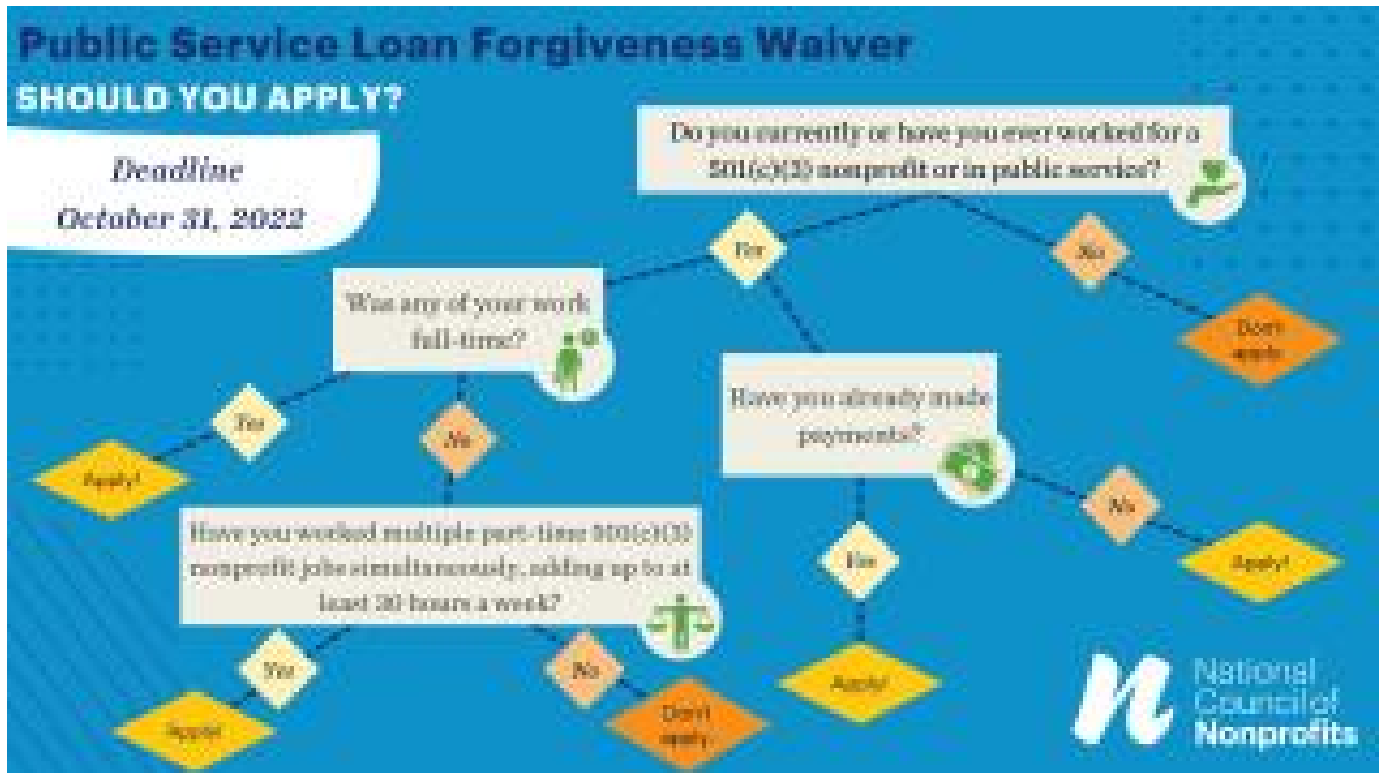 Public Service Loan Forgiveness Waiver
SHOULD YOU APPLY?
Deadline
October 31, 2022
Do you currently or have you ever worked for a
501(c)(3) nonprofit or in public service?
Yes
No
Don't
apply.
Was any of your work
full-time?
Yes
Apply!
No
Have you already made
payments?
No
Apply!
Yes
Apply!
Have you worked multiple part-time 501(c)(3)
nonprofit jobs simultaneously, adding up to at
least 30 hours a week?
Yes
Apply!
No
Don't
apply.
n
National
Council of
Nonprofits